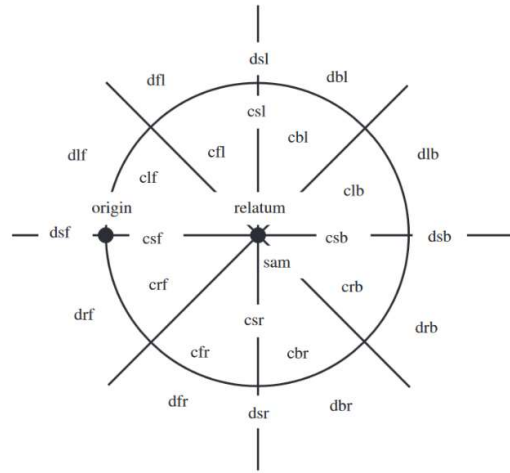 dsl
dfl dbl
csl
cfl cbl
dlf dlb
clf clb
origin relatum
dsf csf csb dsb
sam
crf crb
drf drb
csr
cfr cbr
dfr dbr
dsr